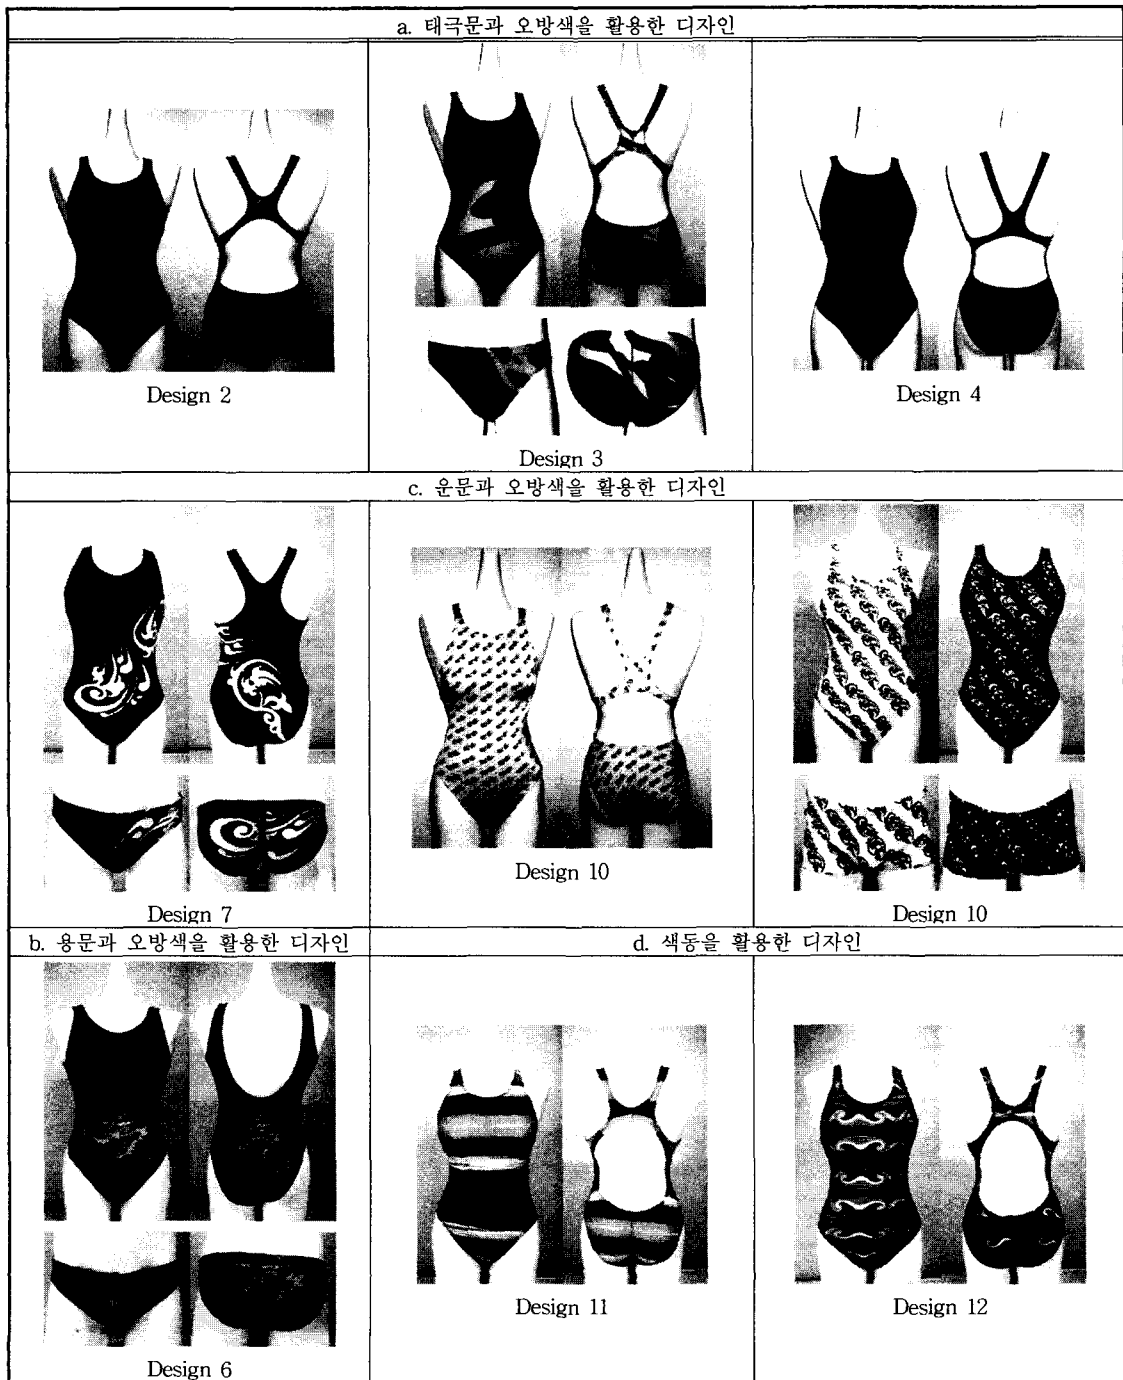 a. 태극문과 오방색을 활용한 디자인
Design 2
Design 3
Design 4
c. 운문과 오방색을 활용한 디자인
Design 7
Design 10
Design 10
b. 용문과 오방색을 활용한 디자인
d. 색동을 활용한 디자인
Design 6
Design 11
Design 12